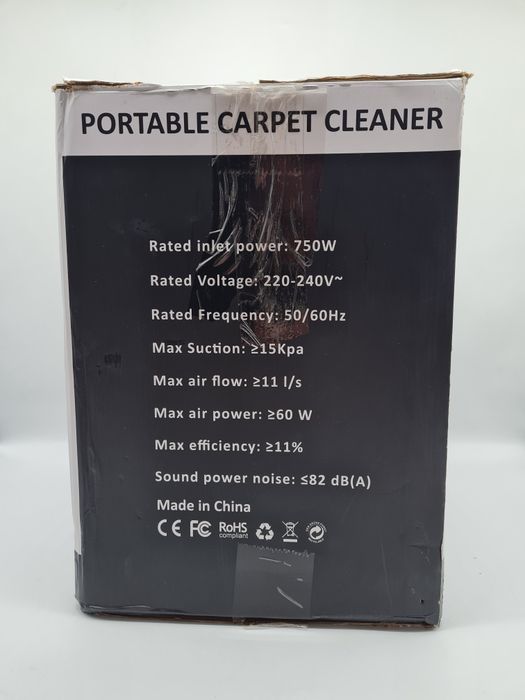 PORTABLE CARPET CLEANER
Rated inlet power: 750W
Rated Voltage: 220-240V~
Rated Frequency: 50/60Hz
Max Suction: ≥15Kpa
Max air flow: ≥11 l/s
Max air power: ≥60 W
Max efficiency: ≥11%
Sound power noise: ≤82 dB(A)
Made in China
CE FC RoHS
compliant